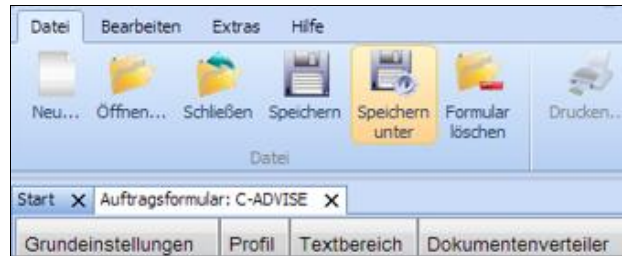 Datei Bearbeiten Extras Hilfe
Neu... Öffnen... Schließen Speichern Speichern unter Formular löschen Drucken...
Datei
Start X Auftragsformular: C-ADVISE X
Grundeinstellungen Profil Textbereich Dokumentenverteiler